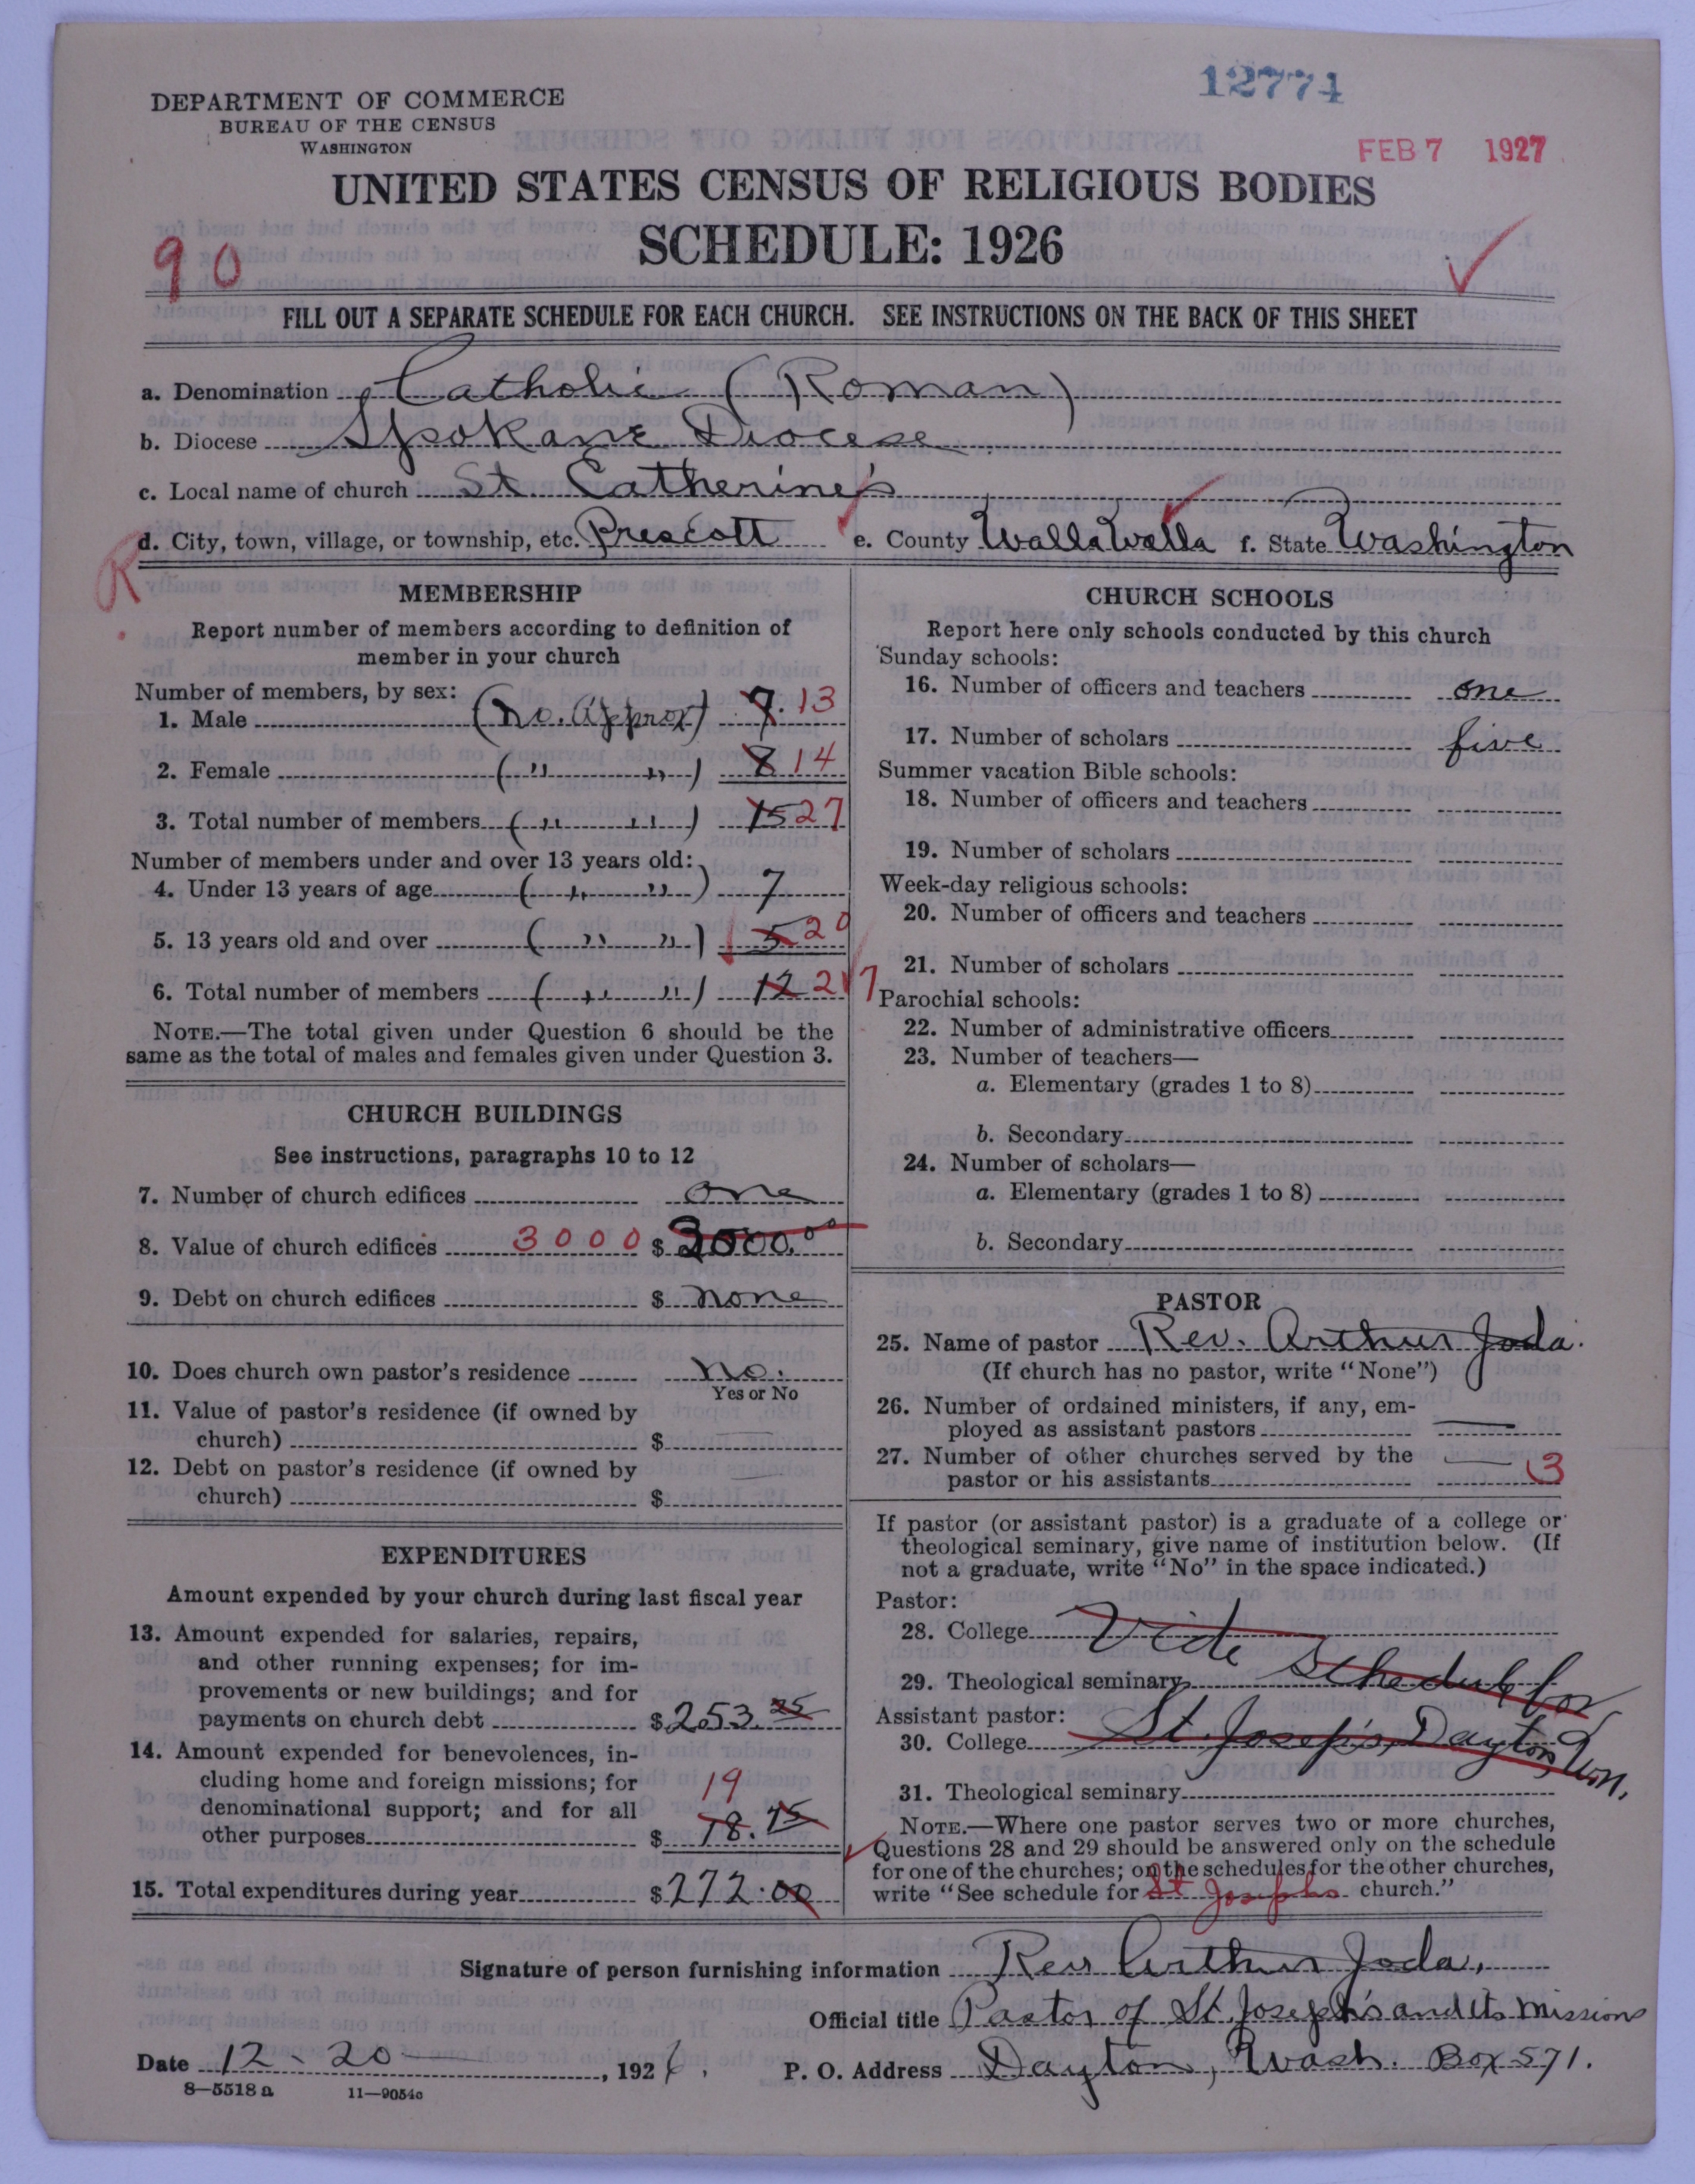 12774
DEPARTMENT OF COMMERCE
BUREAU OF THE CENSUS
WASHINGTON
FEB 7 1927
UNITED STATES CENSUS OF RELIGIOUS BODIES
SCHEDULE: 1926
90
FILL OUT A SEPARATE SCHEDULE FOR EACH CHURCH. SEE INSTRUCTIONS ON THE BACK OF THIS SHEET
a. Denomination Catholic (Roman)
b. Diocese Spokane Diocese
c. Local name of church St. Catherine's
R
d. City, town, village, or township, etc. Prescott e. County Walla Walla f. State Washington
MEMBERSHIP
Report number of members according to definition of
member in your church
Number of members, by sex:
1. Male (no. approx) 7. 13
2. Female ( " " ) 8 14
3. Total number of members ( " " ) 15 27
Number of members under and over 13 years old:
4. Under 13 years of age ( " " ) 7
5. 13 years old and over ( " " ) 5 20
6. Total number of members ( " " ) 12 27
NOTE.—The total given under Question 6 should be the
same as the total of males and females given under Question 3.
CHURCH BUILDINGS
See instructions, paragraphs 10 to 12
7. Number of church edifices one
8. Value of church edifices 3000 $ 3000.00
9. Debt on church edifices $ none
10. Does church own pastor's residence no.
Yes or No
11. Value of pastor's residence (if owned by
church) $
12. Debt on pastor's residence (if owned by
church) $
EXPENDITURES
Amount expended by your church during last fiscal year
13. Amount expended for salaries, repairs,
and other running expenses; for im-
provements or new buildings; and for
payments on church debt $ 253.25
14. Amount expended for benevolences, in-
cluding home and foreign missions; for
denominational support; and for all 19
other purposes $ 18.75
15. Total expenditures during year $ 272.00
CHURCH SCHOOLS
Report here only schools conducted by this church
Sunday schools:
16. Number of officers and teachers one
17. Number of scholars five
Summer vacation Bible schools:
18. Number of officers and teachers
19. Number of scholars
Week-day religious schools:
20. Number of officers and teachers
21. Number of scholars
Parochial schools:
22. Number of administrative officers
23. Number of teachers—
a. Elementary (grades 1 to 8)
b. Secondary
24. Number of scholars—
a. Elementary (grades 1 to 8)
b. Secondary
PASTOR
25. Name of pastor Rev. Arthur Joda.
(If church has no pastor, write "None")
26. Number of ordained ministers, if any, em-
ployed as assistant pastors
27. Number of other churches served by the
pastor or his assistants 3
If pastor (or assistant pastor) is a graduate of a college or
theological seminary, give name of institution below. (If
not a graduate, write "No" in the space indicated.)
Pastor:
28. College Vide
29. Theological seminary Schedule for
Assistant pastor:
30. College St. Joseph's, Dayton, Wn.
31. Theological seminary
NOTE.—Where one pastor serves two or more churches,
Questions 28 and 29 should be answered only on the schedule
for one of the churches; on the schedules for the other churches,
write "See schedule for St Josephs church."
Signature of person furnishing information Rev Arthur Joda,
Official title Pastor of St. Joseph's and its missions
Date 12 - 20 , 1926. P. O. Address Dayton, Wash. Box 571.
8—5518 a 11—9054c